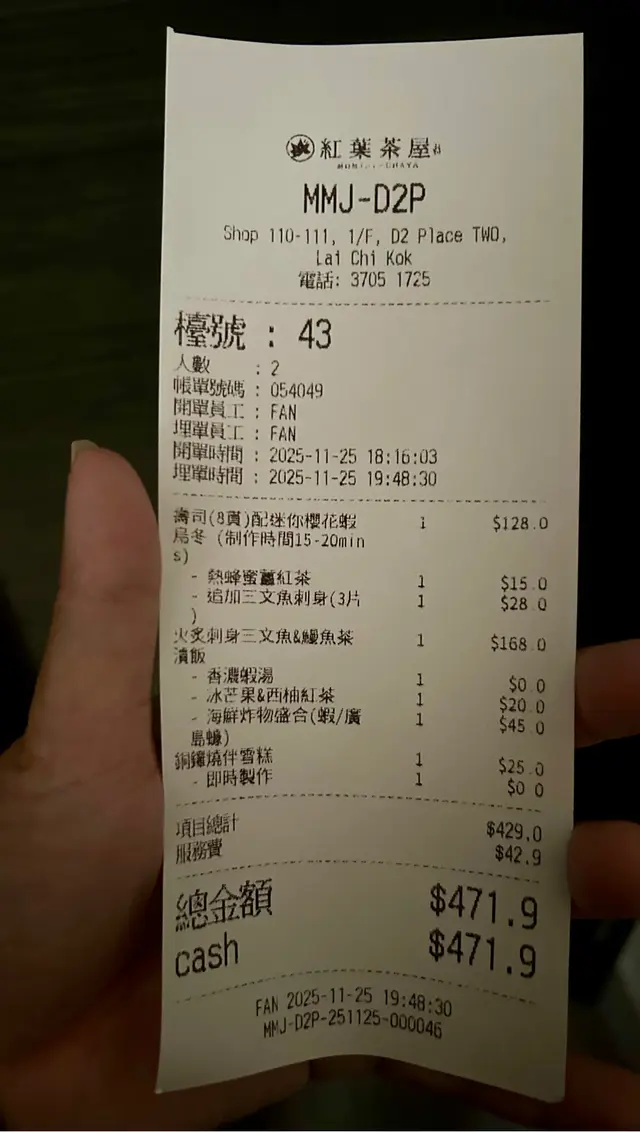 紅葉茶屋
MMJ-D2P
Shop 110-111, 1/F, D2 Place TWO,
Lai Chi Kok
電話: 3705 1725
檯號 : 43
人數 : 2
帳單號碼 : 054049
開單員工 : FAN
埋單員工 : FAN
開單時間 : 2025-11-25 18:16:03
埋單時間 : 2025-11-25 19:48:30
壽司(8貫)配迷你櫻花蝦 1 $128.0
烏冬 (制作時間15-20min
s)
- 熱蜂蜜薑紅茶 1 $15.0
- 追加三文魚刺身(3片 1 $28.0
)
火炙刺身三文魚&鰻魚茶 1 $168.0
漬飯
- 香濃蝦湯 1 $0.0
- 冰芒果&西柚紅茶 1 $20.0
- 海鮮炸物盛合(蝦/廣 1 $45.0
島蠔)
銅鑼燒伴雪糕 1 $25.0
- 即時製作 1 $0.0
項目總計 $429.0
服務費 $42.9
總金額 $471.9
cash $471.9
FAN 2025-11-25 19:48:30
MMJ-D2P-251125-000046